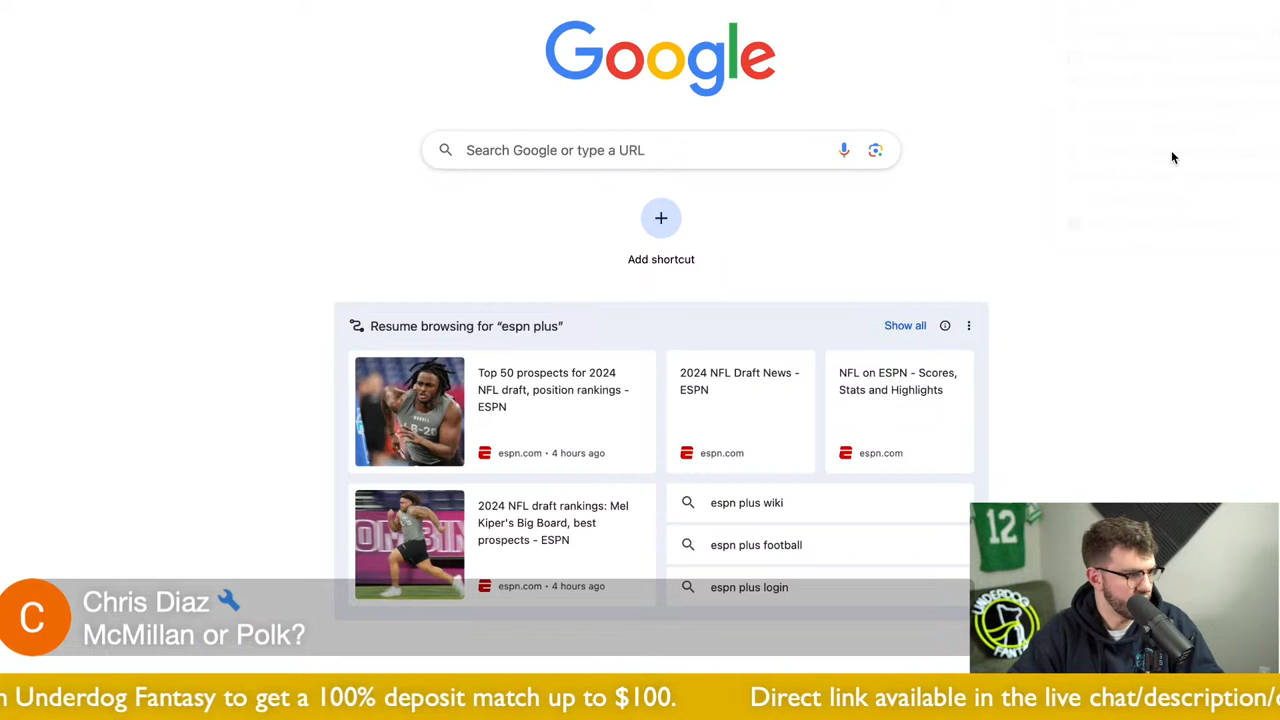 Google
Search Google or type a URL
Add shortcut
Resume browsing for “espn plus”
Show all
Top 50 prospects for 2024
NFL draft, position rankings -
ESPN
espn.com • 4 hours ago
2024 NFL Draft News -
ESPN
espn.com
NFL on ESPN - Scores,
Stats and Highlights
espn.com
2024 NFL draft rankings: Mel
Kiper's Big Board, best
prospects - ESPN
espn.com • 4 hours ago
espn plus wiki
espn plus football
espn plus login
12
UNDERDOG
C
Chris Diaz
McMillan or Polk?
Underdog Fantasy to get a 100% deposit match up to $100.
Direct link available in the live chat/description/